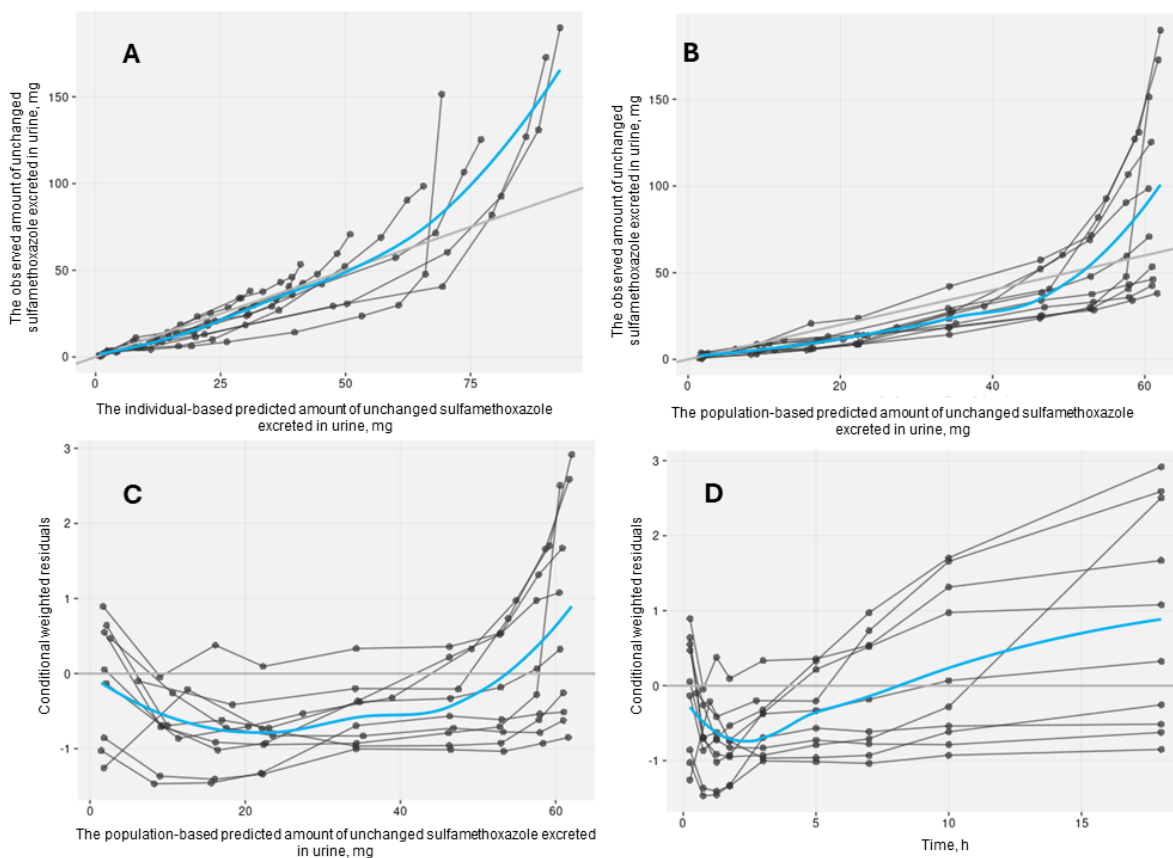 A
The observed amount of unchanged
sulfamethoxazole excreted in urine, mg
150
100
50
0
0 25 50 75
The individual-based predicted amount of unchanged sulfamethoxazole
excreted in urine, mg
B
The observed amount of unchanged
sulfamethoxazole excreted in urine, mg
150
100
50
0
0 20 40 60
The population-based predicted amount of unchanged sulfamethoxazole
excreted in urine, mg
C
Conditional weighted residuals
3
2
1
0
-1
0 20 40 60
The population-based predicted amount of unchanged sulfamethoxazole excreted
in urine, mg
D
Conditional weighted residuals
3
2
1
0
-1
0 5 10 15
Time, h